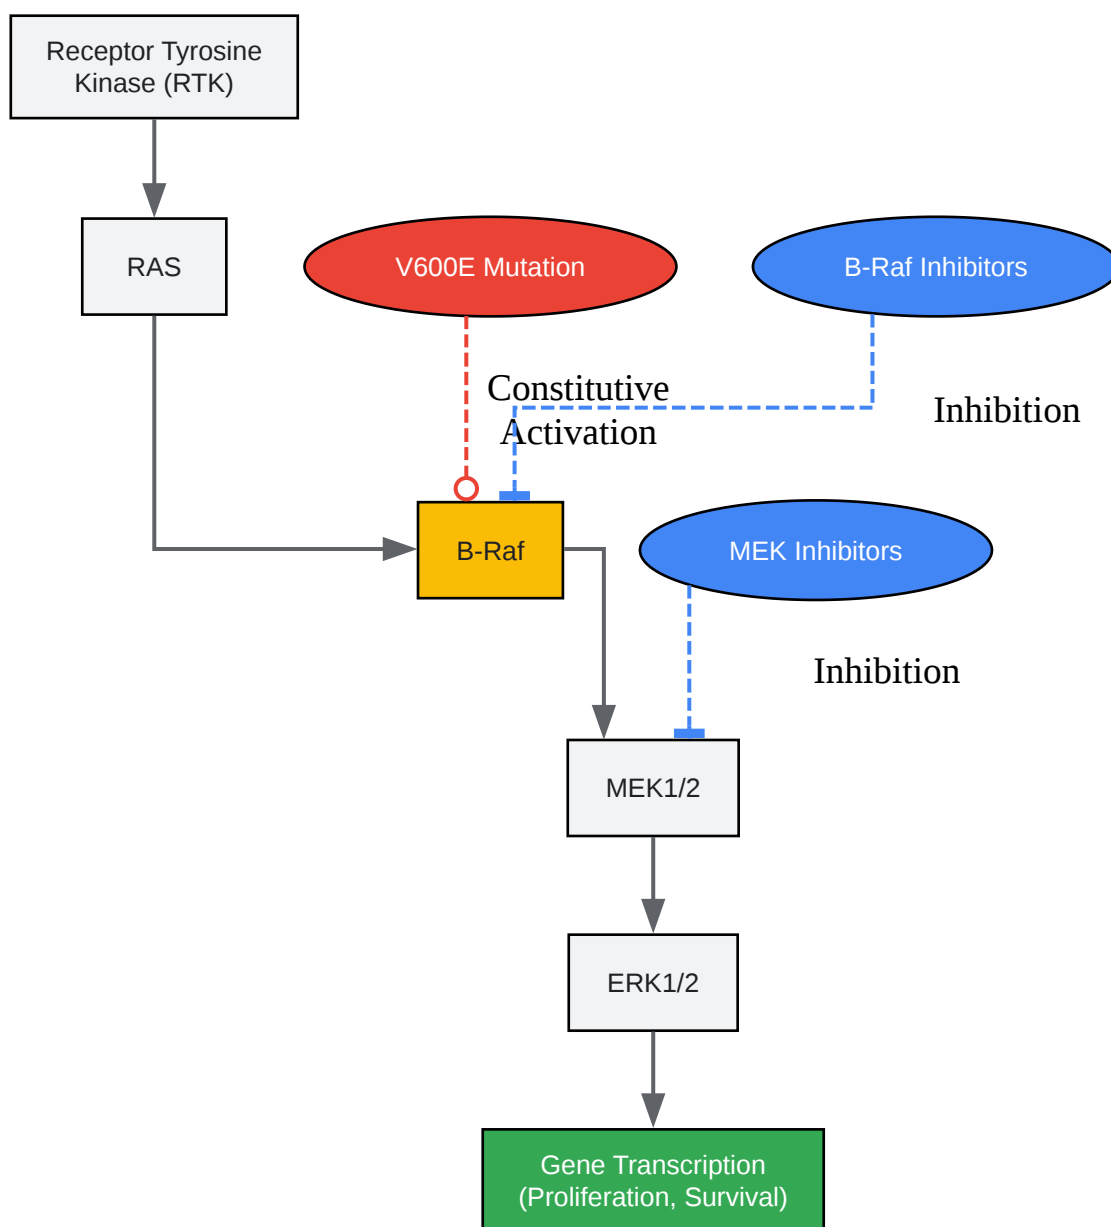 Receptor Tyrosine
Kinase (RTK)
RAS
V600E Mutation
B-Raf Inhibitors
Constitutive
Activation
Inhibition
B-Raf
MEK Inhibitors
Inhibition
MEK1/2
ERK1/2
Gene Transcription
(Proliferation, Survival)